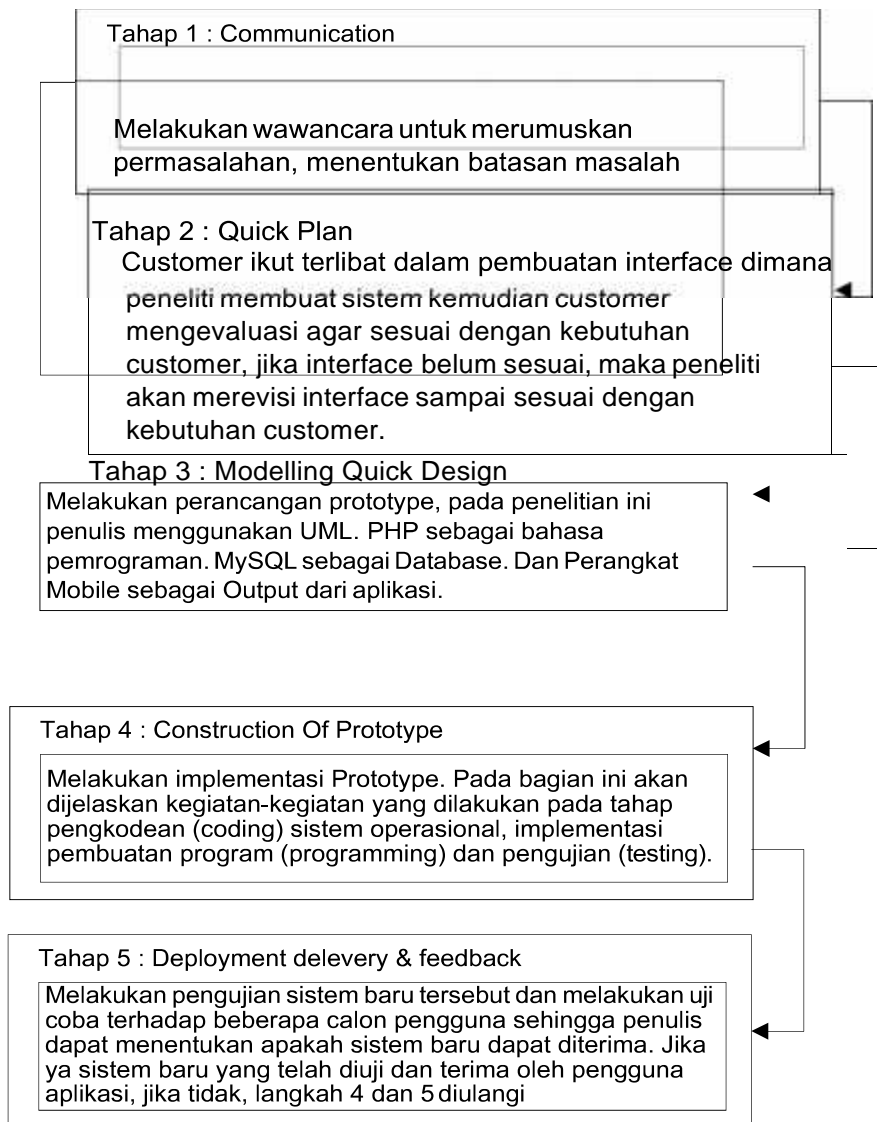 Tahap 1 : Communication
Melakukan wawancara untuk merumuskan
permasalahan, menentukan batasan masalah
Tahap 2 : Quick Plan
Customer ikut terlibat dalam pembuatan interface dimana
peneliti membuat sistem kemudian customer
mengevaluasi agar sesuai dengan kebutuhan
customer, jika interface belum sesuai, maka peneliti
akan merevisi interface sampai sesuai dengan
kebutuhan customer.
Tahap 3 : Modelling Quick Design
Melakukan perancangan prototype, pada penelitian ini
penulis menggunakan UML. PHP sebagai bahasa
pemrograman. MySQL sebagai Database. Dan Perangkat
Mobile sebagai Output dari aplikasi.
Tahap 4 : Construction Of Prototype
Melakukan implementasi Prototype. Pada bagian ini akan
dijelaskan kegiatan-kegiatan yang dilakukan pada tahap
pengkodean (coding) sistem operasional, implementasi
pembuatan program (programming) dan pengujian (testing).
Tahap 5 : Deployment delevery & feedback
Melakukan pengujian sistem baru tersebut dan melakukan uji
coba terhadap beberapa calon pengguna sehingga penulis
dapat menentukan apakah sistem baru dapat diterima. Jika
ya sistem baru yang telah diuji dan terima oleh pengguna
aplikasi, jika tidak, langkah 4 dan 5 diulangi